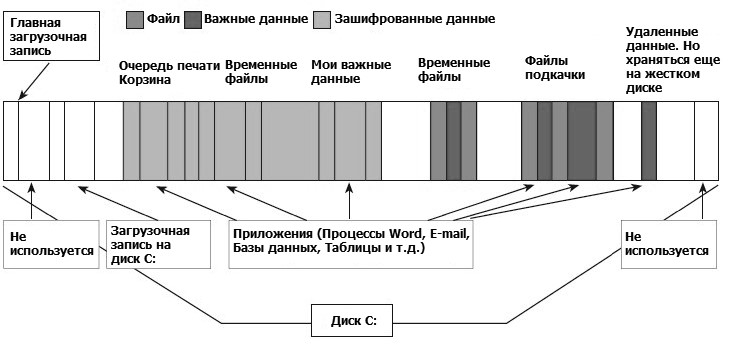 Главная
загрузочная
запись
Файл
Важные данные
Зашифрованные данные
Очередь печати
Корзина
Временные
файлы
Мои важные
данные
Временные
файлы
Файлы
подкачки
Удаленные
данные. Но
храняться еще
на жестком
диске
Не
используется
Загрузочная
запись на
диск C:
Приложения (Процессы Word, E-mail,
Базы данных, Таблицы и т.д.)
Не
используется
Диск C: